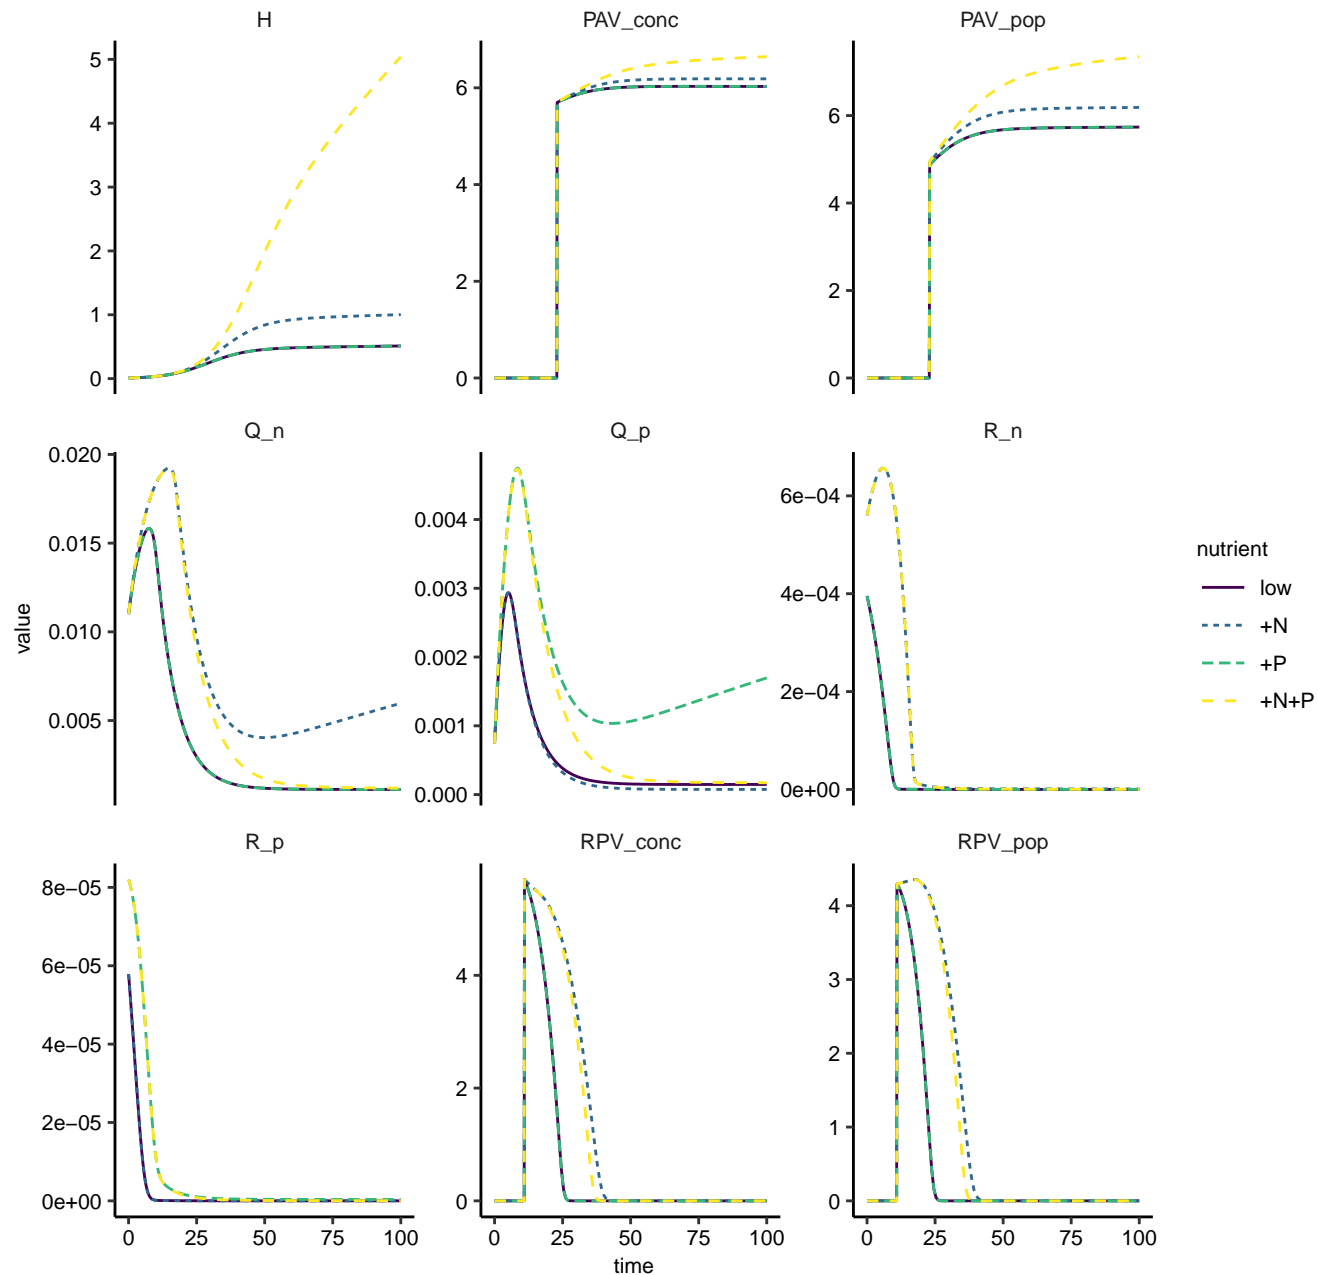 H
PAV_conc
PAV_pop
5
4
3
2
1
0
6
4
2
0
6
4
2
0
Q_n
Q_p
R_n
0.020
0.015
0.010
0.005
0.004
0.003
0.002
0.001
0.000
6e−04
4e−04
2e−04
0e+00
R_p
RPV_conc
RPV_pop
8e−05
6e−05
4e−05
2e−05
0e+00
4
2
0
4
3
2
1
0
0 25 50 75 100
0 25 50 75 100
0 25 50 75 100
time
value
nutrient
low
+N
+P
+N+P